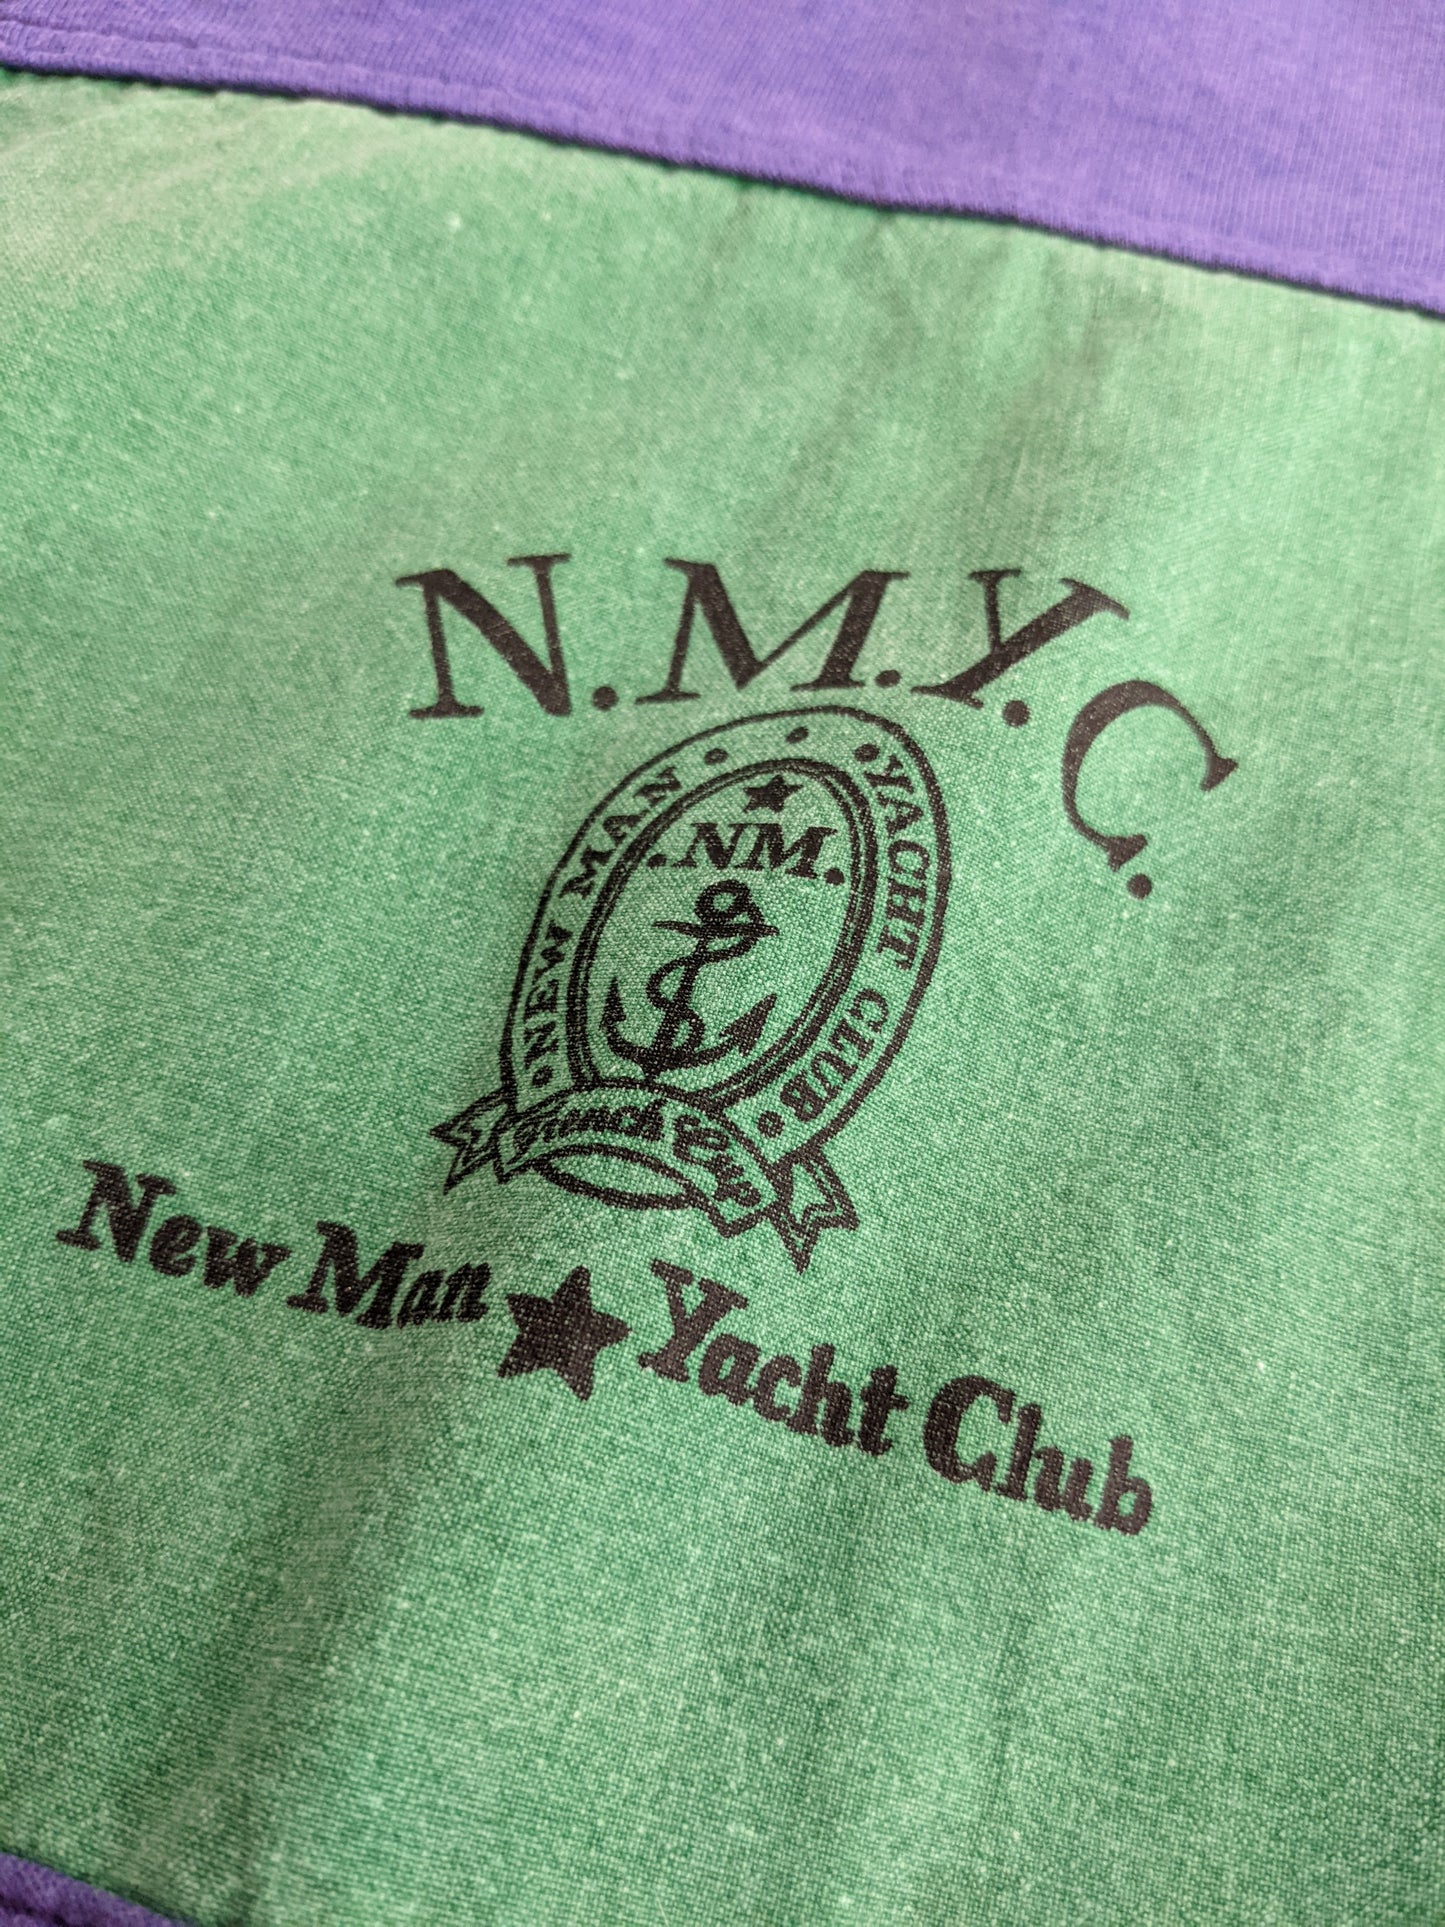 N.M.Y.C.
• NEW MAN • • • YACHT CLUB •
.NM.
French Cup
New Man ★ Yacht Club